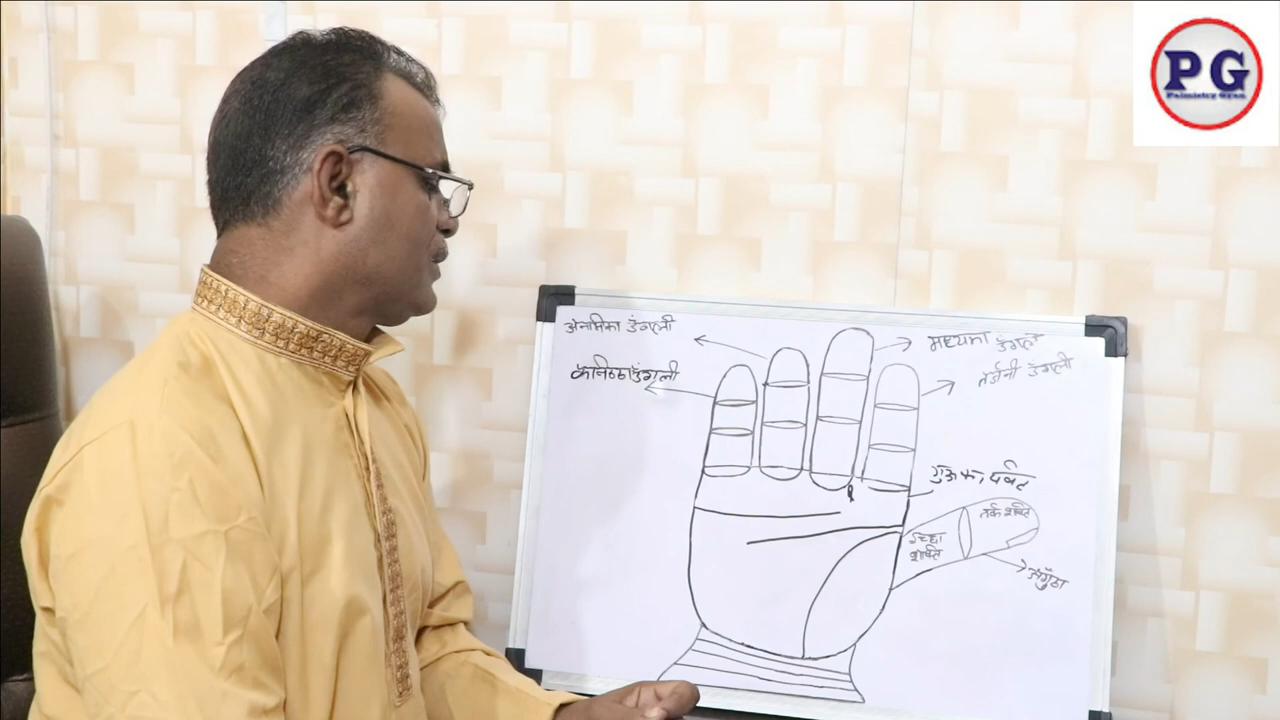 PG
Palmistry Gyan
अनामिका उंगली
कनिष्ठा उंगली
मध्यमा उंगली
तर्जनी उंगली
गुरू का पर्वत
तर्क शक्ति
इच्छा
शक्ति
अंगूँठा